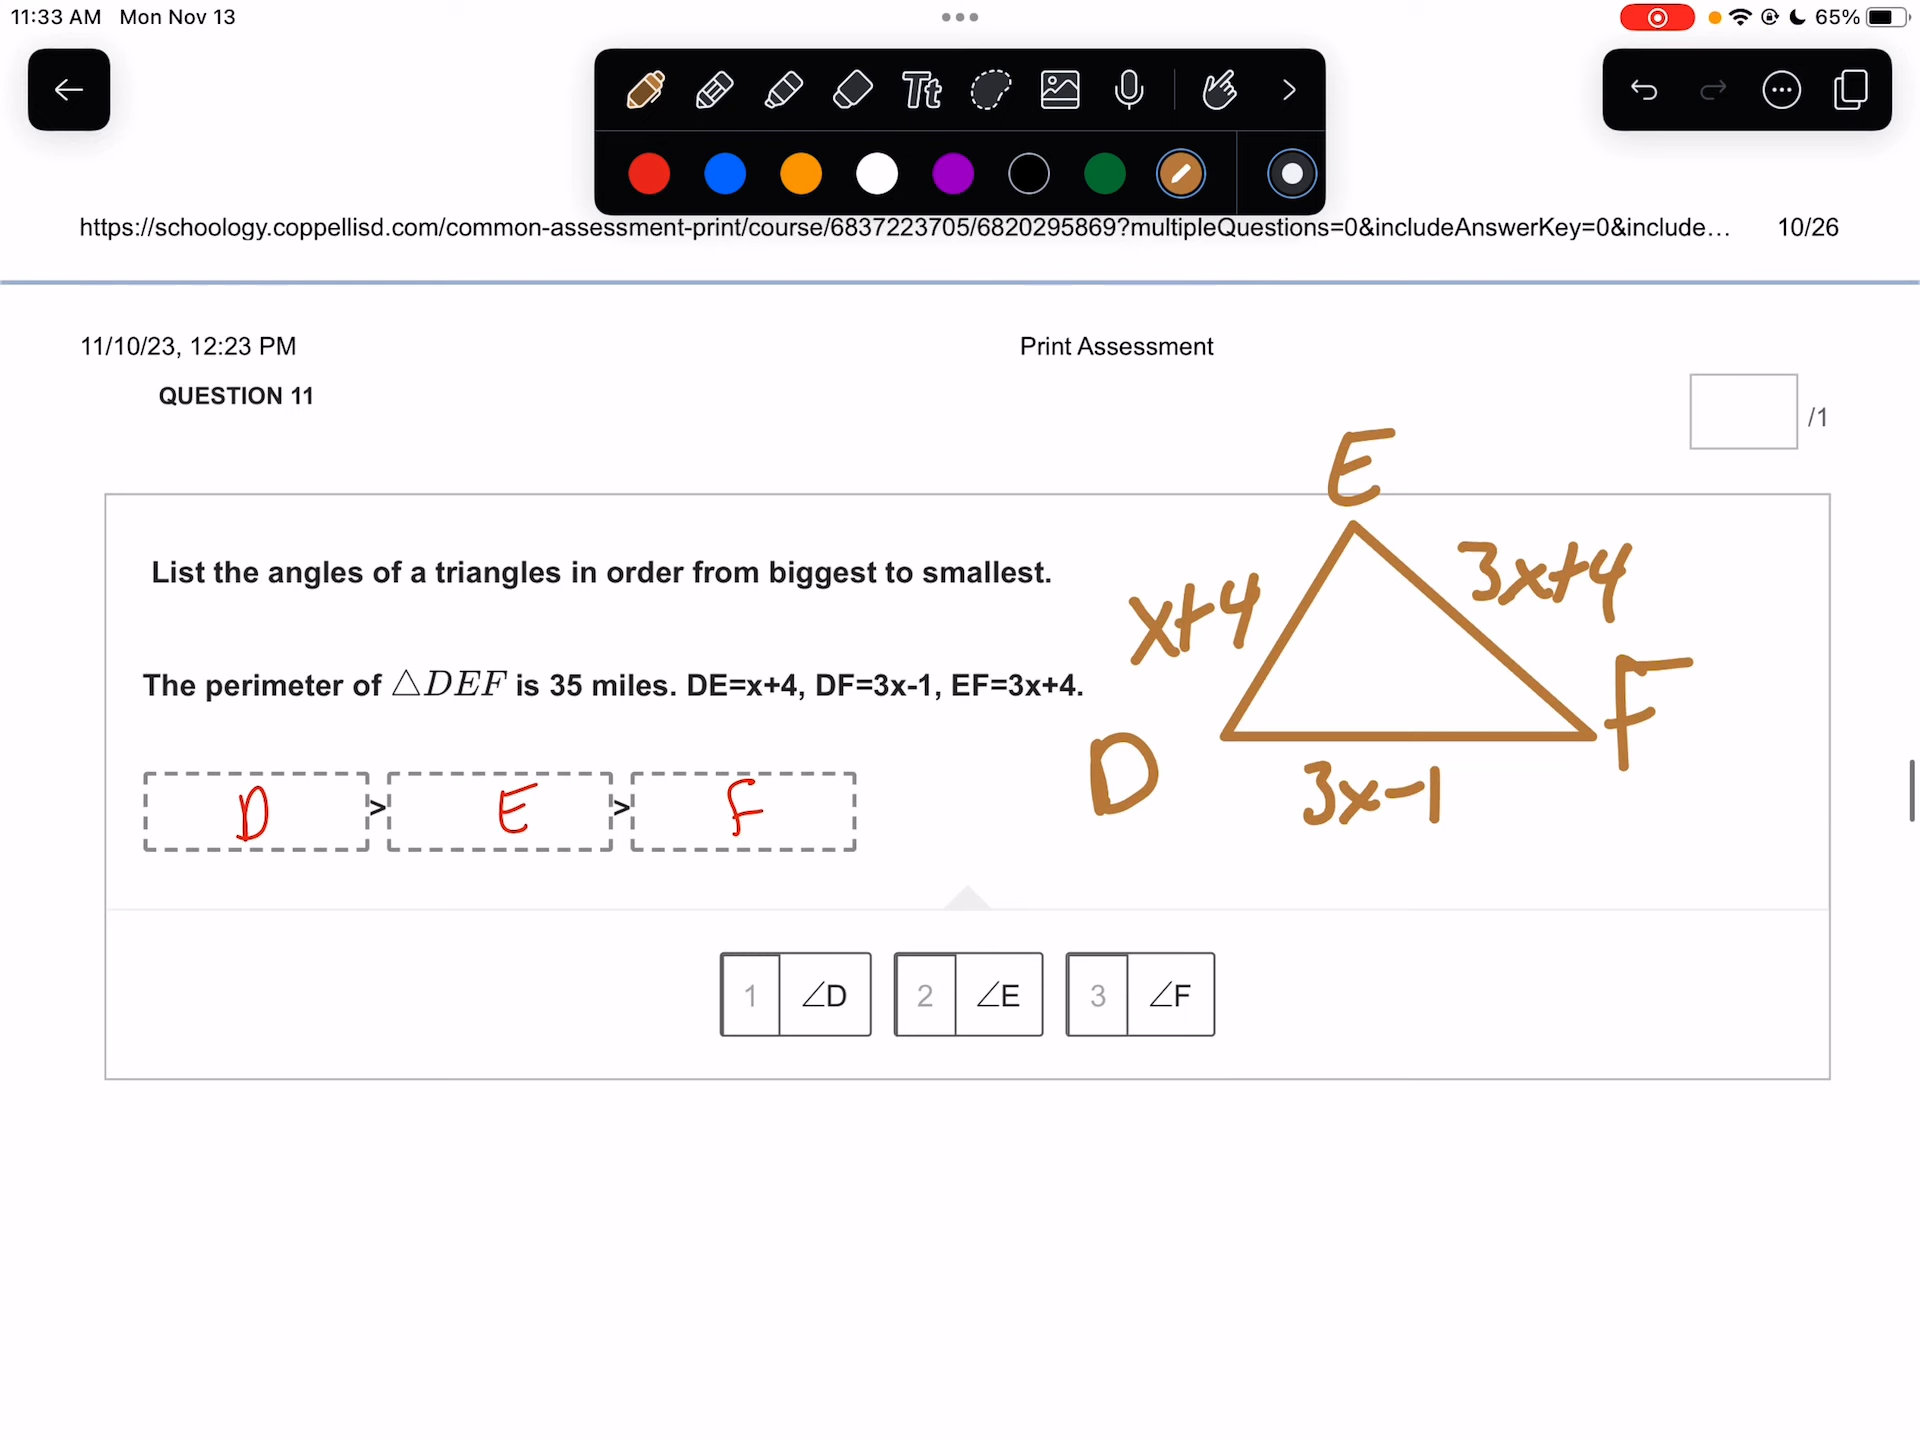 11:33 AM Mon Nov 13
65%
Tt
https://schoology.coppellisd.com/common-assessment-print/course/6837223705/6820295869?multipleQuestions=0&includeAnswerKey=0&include… 10/26
11/10/23, 12:23 PM Print Assessment
QUESTION 11
/1
E
List the angles of a triangles in order from biggest to smallest.
x+4
3x+4
The perimeter of △DEF is 35 miles. DE=x+4, DF=3x-1, EF=3x+4.
D
F
3x-1
D > E > F
1 ∠D 2 ∠E 3 ∠F